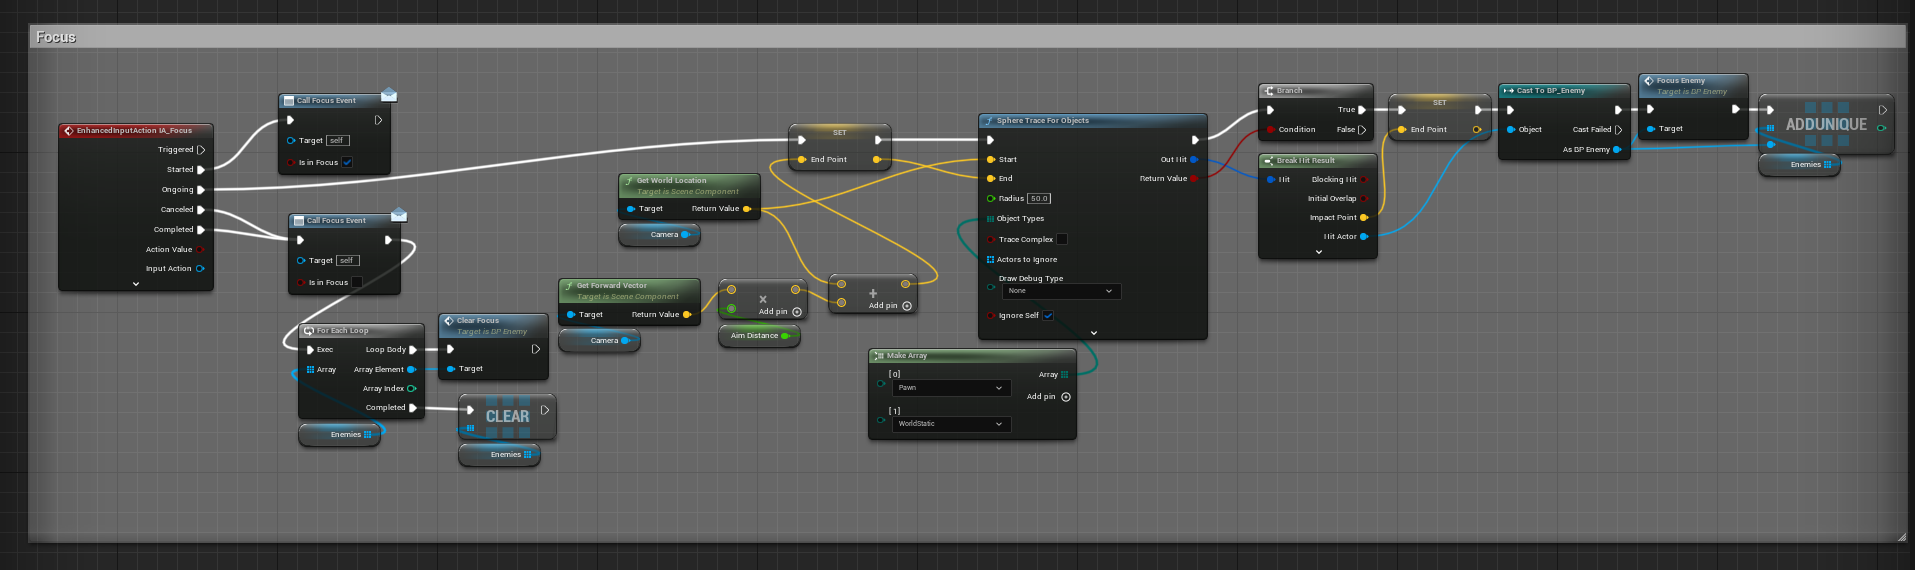 Focus
EnhancedInputAction IA_Focus
Triggered
Started
Ongoing
Canceled
Completed
Action Value
Input Action
Call Focus Event
Target self
Is in Focus
Call Focus Event
Target self
Is in Focus
For Each Loop
Exec Loop Body
Array Array Element
Array Index
Completed
Enemies
Clear Focus
Target is BP Enemy
Target
CLEAR
Enemies
Get World Location
Target is Scene Component
Target Return Value
Camera
Get Forward Vector
Target is Scene Component
Target Return Value
Camera
×
Add pin
Aim Distance
+
Add pin
SET
End Point
Sphere Trace For Objects
Start Out Hit
End Return Value
Radius 50.0
Object Types
Trace Complex
Actors to Ignore
Draw Debug Type
None
Ignore Self
Make Array
[0] Array
Pawn
Add pin
[1]
WorldStatic
Branch
True
Condition False
Break Hit Result
Hit Blocking Hit
Initial Overlap
Impact Point
Hit Actor
SET
End Point
Cast To BP_Enemy
Object Cast Failed
As BP Enemy
Focus Enemy
Target is BP Enemy
Target
ADDUNIQUE
Enemies